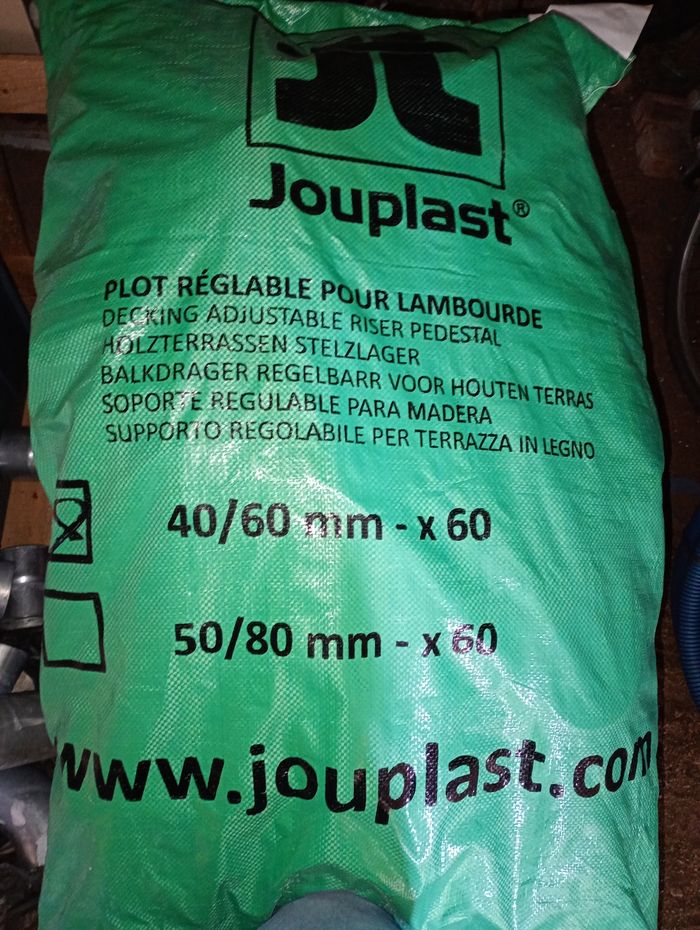 Jouplast®
PLOT RÉGLABLE POUR LAMBOURDE
DECKING ADJUSTABLE RISER PEDESTAL
HOLZTERRASSEN STELZLAGER
BALKDRAGER REGELBARR VOOR HOUTEN TERRAS
SOPORTE REGULABLE PARA MADERA
SUPPORTO REGOLABILE PER TERRAZZA IN LEGNO
40/60 mm - x 60
50/80 mm - x 60
www.jouplast.com